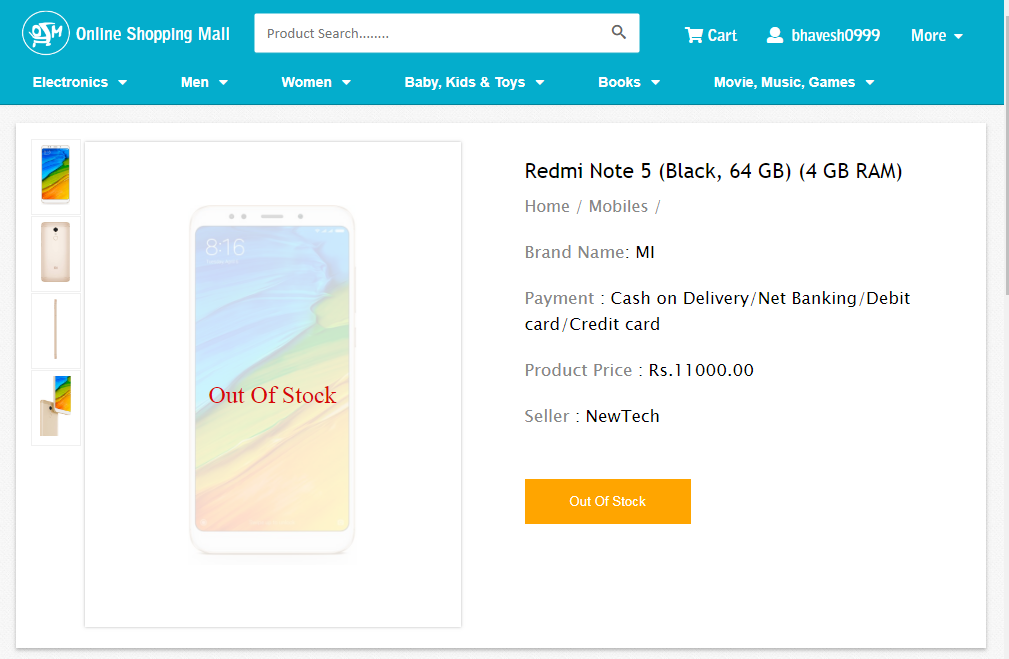 OSM Online Shopping Mall
Product Search........
Cart
bhavesh0999
More
Electronics
Men
Women
Baby, Kids & Toys
Books
Movie, Music, Games
8:16
Out Of Stock
Redmi Note 5 (Black, 64 GB) (4 GB RAM)
Home / Mobiles /
Brand Name: MI
Payment : Cash on Delivery/Net Banking/Debit
card/Credit card
Product Price : Rs.11000.00
Seller : NewTech
Out Of Stock